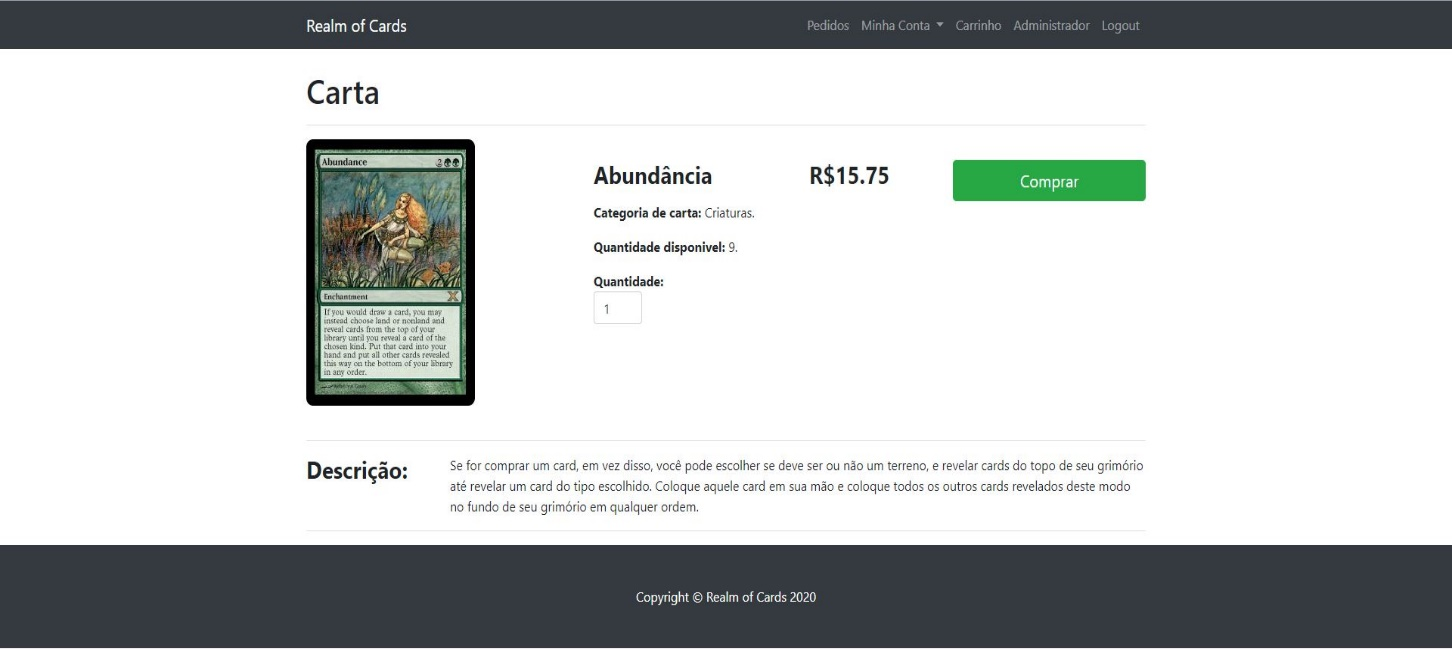 Realm of Cards
Pedidos Minha Conta Carrinho Administrador Logout
Carta
Abundance 2
Enchantment
If you would draw a card, you may
instead choose land or nonland and
reveal cards from the top of your
library until you reveal a card of the
chosen kind. Put that card into your
hand and put all other cards revealed
this way on the bottom of your library
in any order.
Abundância R$15.75
Comprar
Categoria de carta: Criaturas.
Quantidade disponivel: 9.
Quantidade:
1
Descrição:
Se for comprar um card, em vez disso, você pode escolher se deve ser ou não um terreno, e revelar cards do topo de seu grimório
até revelar um card do tipo escolhido. Coloque aquele card em sua mão e coloque todos os outros cards revelados deste modo
no fundo de seu grimório em qualquer ordem.
Copyright © Realm of Cards 2020